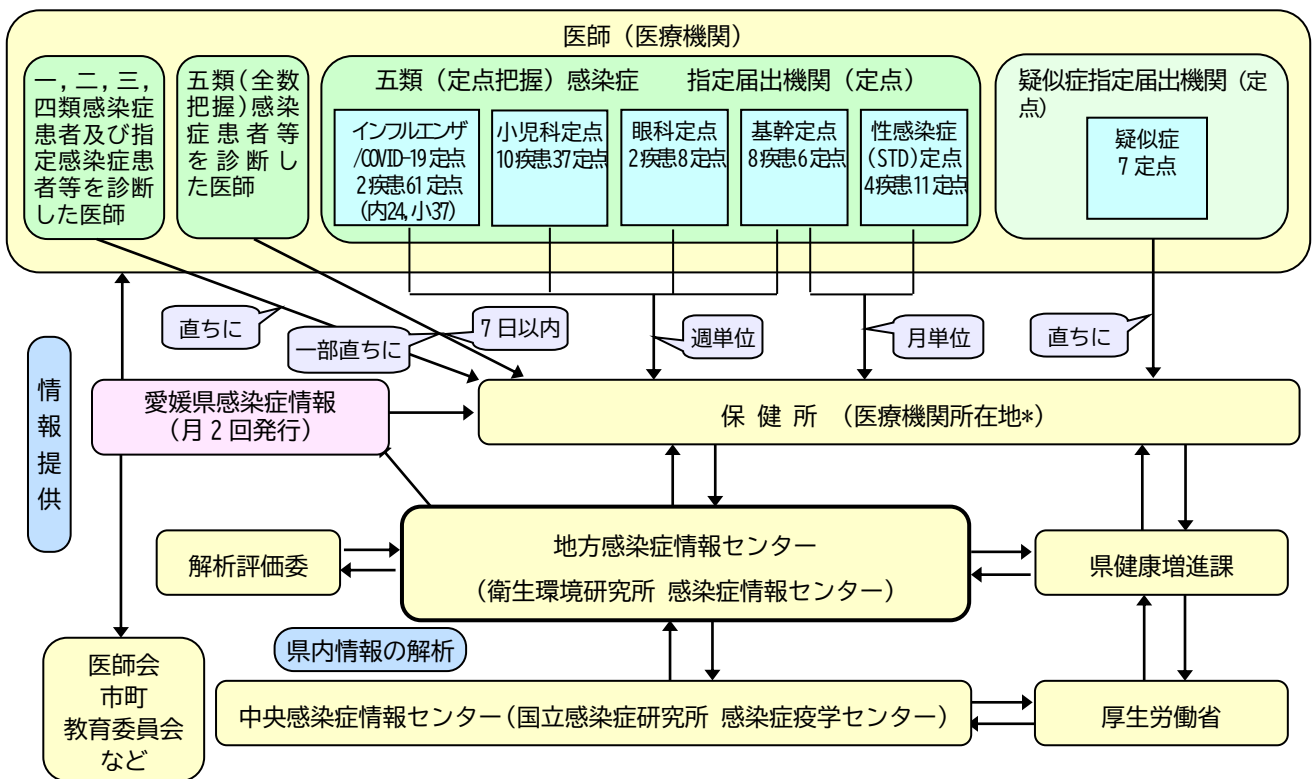 医師（医療機関）
一，二，三，
四類感染症
患者及び指
定感染症患
者等を診断
した医師
五類（全数
把握）感染
症患者等
を診断し
た医師
五類（定点把握）感染症　　指定届出機関（定点）
インフルエンザ
/COVID-19定点
2疾患61定点
(内24,小37)
小児科定点
10疾患37定点
眼科定点
2疾患8定点
基幹定点
8疾患6定点
性感染症
(STD)定点
4疾患11定点
疑似症指定届出機関（定
点）
疑似症
7定点
直ちに
一部直ちに
7日以内
週単位
月単位
直ちに
情報提供
愛媛県感染症情報
（月2回発行）
保健所　（医療機関所在地*）
解析評価委
地方感染症情報センター
（衛生環境研究所 感染症情報センター）
県健康増進課
県内情報の解析
医師会
市町
教育委員会
など
中央感染症情報センター（国立感染症研究所 感染症疫学センター）
厚生労働省